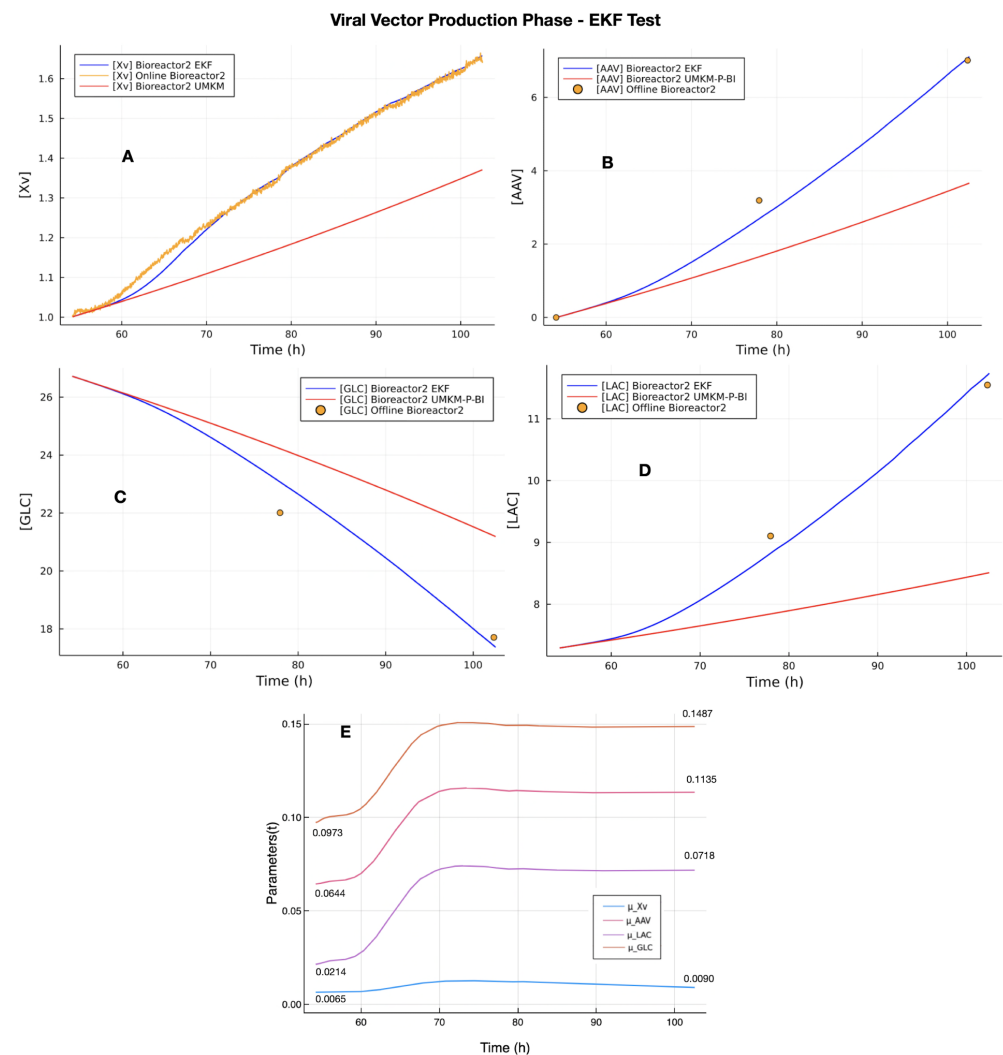 Viral Vector Production Phase - EKF Test
[Xv] Bioreactor2 EKF
[Xv] Online Bioreactor2
[Xv] Bioreactor2 UMKM
A
[Xv]
1.6
1.5
1.4
1.3
1.2
1.1
1.0
60
70
80
90
100
Time (h)
[AAV] Bioreactor2 EKF
[AAV] Bioreactor2 UMKM-P-BI
[AAV] Offline Bioreactor2
B
[AAV]
6
4
2
0
60
70
80
90
100
Time (h)
[GLC] Bioreactor2 EKF
[GLC] Bioreactor2 UMKM-P-BI
[GLC] Offline Bioreactor2
C
[GLC]
26
24
22
20
18
60
70
80
90
100
Time (h)
[LAC] Bioreactor2 EKF
[LAC] Bioreactor2 UMKM-P-BI
[LAC] Offline Bioreactor2
D
[LAC]
11
10
9
8
60
70
80
90
100
Time (h)
E
Parameters(t)
0.15
0.10
0.05
0.00
0.1487
0.1135
0.0718
0.0090
0.0973
0.0644
0.0214
0.0065
μ_Xv
μ_AAV
μ_LAC
μ_GLC
60
70
80
90
100
Time (h)